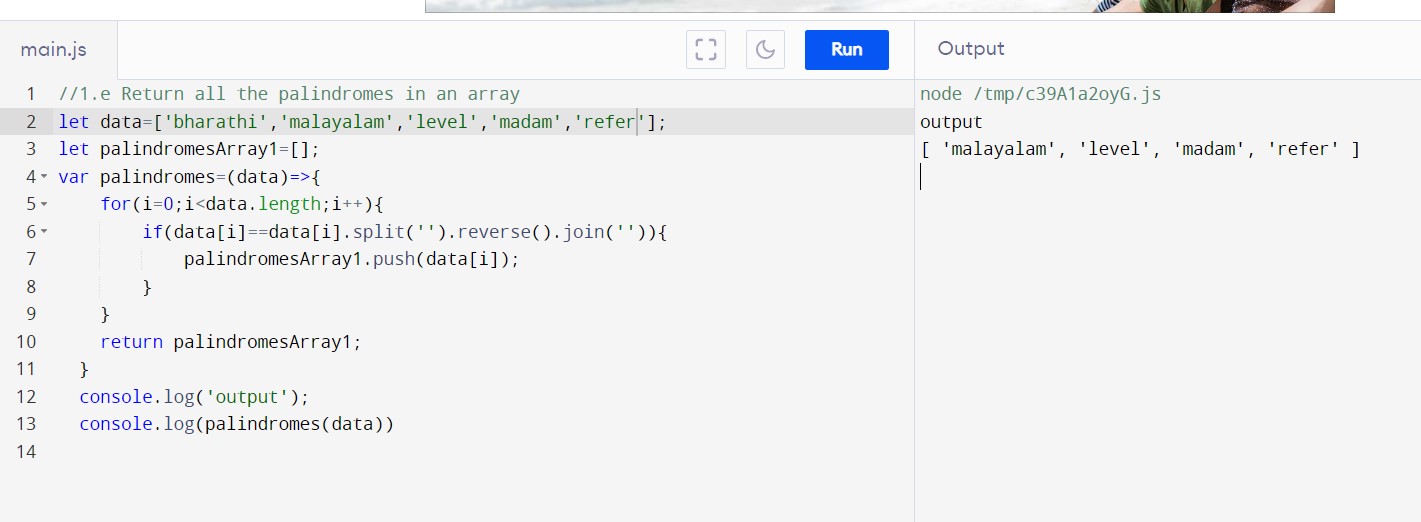 main.js
Run
Output
1 //1.e Return all the palindromes in an array
2 let data=['bharathi','malayalam','level','madam','refer'];
3 let palindromesArray1=[];
4 var palindromes=(data)=>{
5     for(i=0;i<data.length;i++){
6         if(data[i]==data[i].split('').reverse().join('')){
7             palindromesArray1.push(data[i]);
8         }
9     }
10     return palindromesArray1;
11   }
12   console.log('output');
13   console.log(palindromes(data))
14
node /tmp/c39A1a2oyG.js
output
[ 'malayalam', 'level', 'madam', 'refer' ]